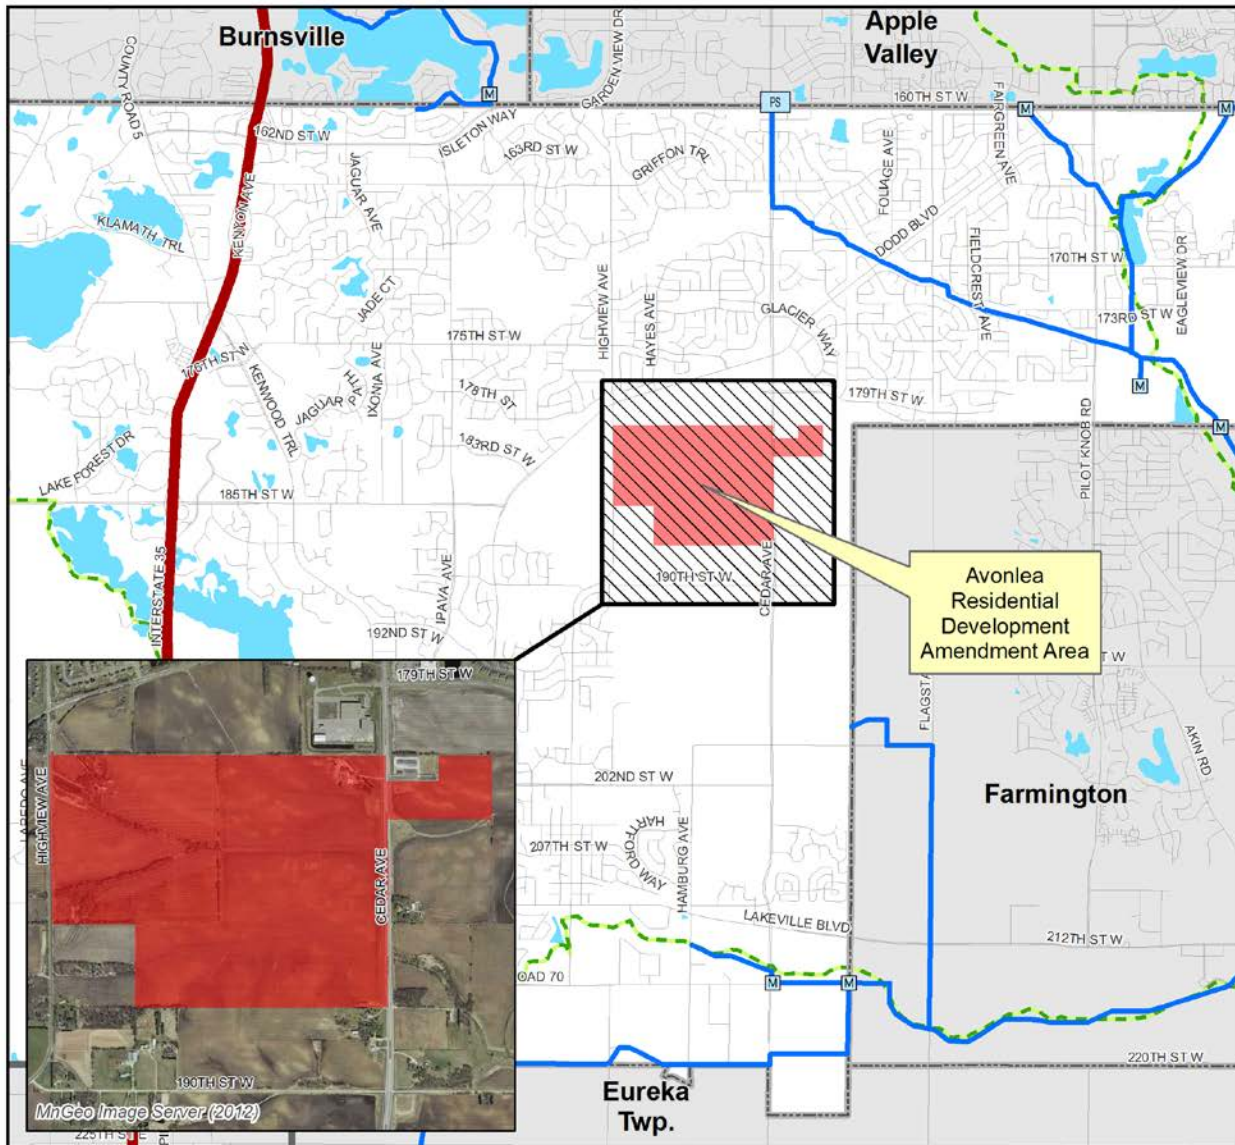 Burnsville
Apple
Valley
COUNTY ROAD 5
GARDEN VIEW DR
M
PS
160TH ST W
FAIRGREEN AVE
M
M
162ND ST W
ISLETON WAY
163RD ST W
GRIFFON TRL
JAGUAR AVE
FOLIAGE AVE
KENYON AVE
KLAMATH TRL
DODD BLVD
FIELDCREST AVE
170TH ST W
EAGLEVIEW DR
JADE CT
HIGHVIEW AVE
HAYES AVE
GLACIER WAY
173RD ST W
175TH ST W
176TH ST W
IXONIA AVE
KENWOOD TRL
JAGUAR PATH
178TH ST
179TH ST W
M
PILOT KNOB RD
M
M
LAKE FOREST DR
183RD ST W
185TH ST W
INTERSTATE 35
IPAVA AVE
190TH ST W
CEDAR AVE
192ND ST W
Avonlea
Residential
Development
Amendment Area
T W
FLAGSTA
AKIN RD
179TH ST W
LAREDO AVE
HIGHVIEW AVE
CEDAR AVE
202ND ST W
Farmington
HARTFORD WAY
207TH ST W
HAMBURG AVE
LAKEVILLE BLVD
212TH ST W
OAD 70
M
M
220TH ST W
190TH ST W
Eureka
Twp.
MnGeo Image Server (2012)
225TH ST E